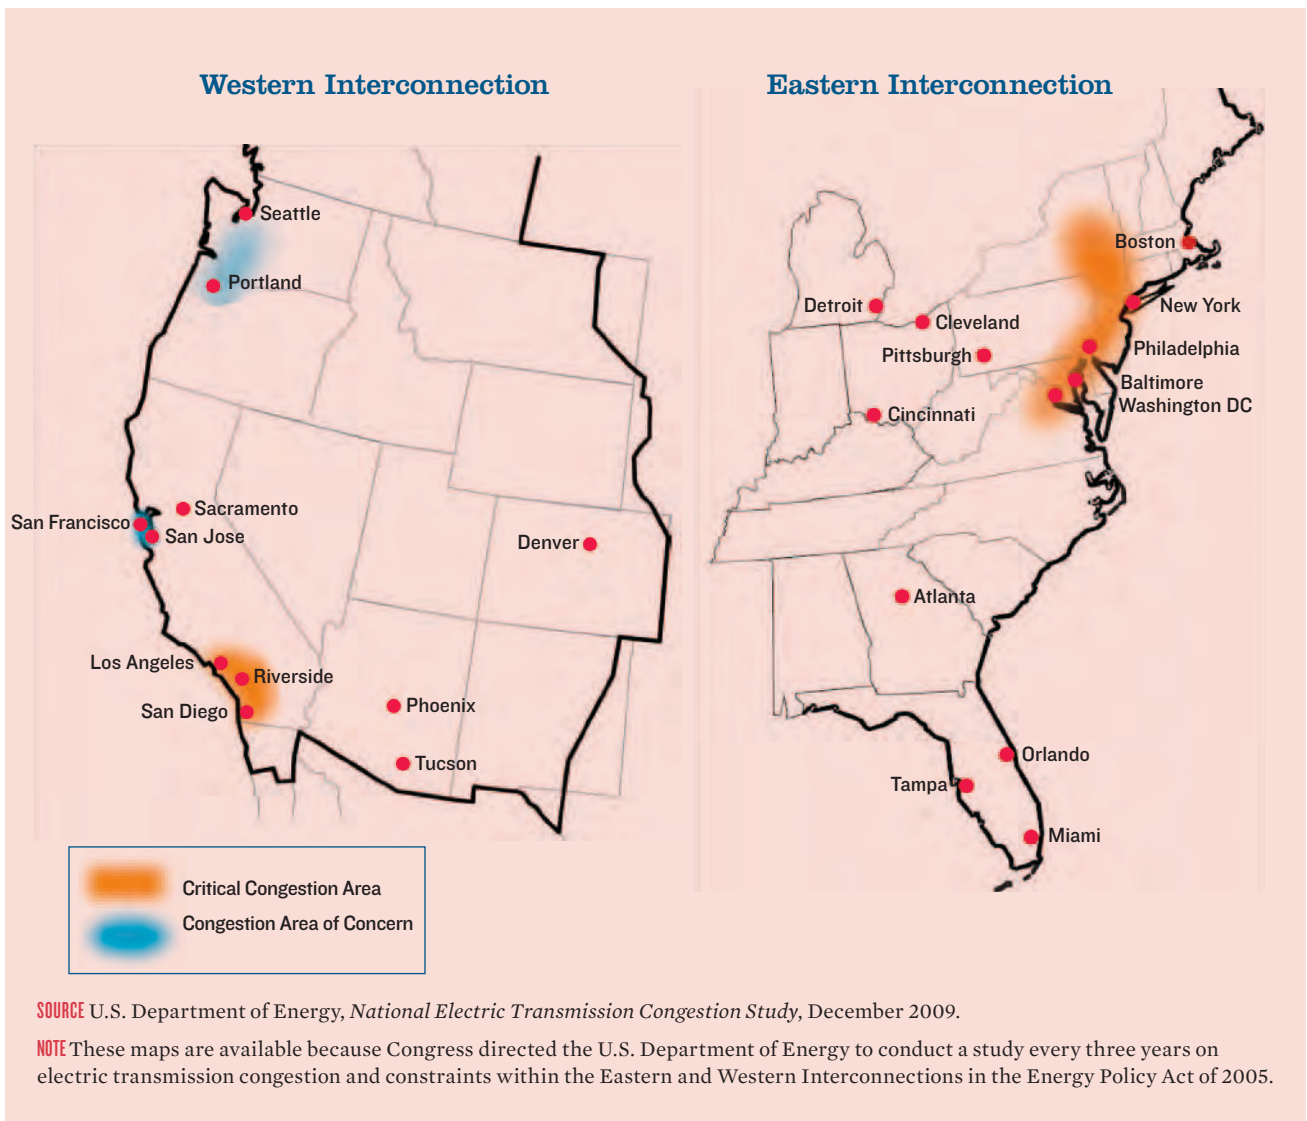 Western Interconnection
Eastern Interconnection
Seattle
Portland
Sacramento
San Francisco
San Jose
Denver
Los Angeles
Riverside
San Diego
Phoenix
Tucson
Boston
Detroit
New York
Cleveland
Pittsburgh
Philadelphia
Baltimore
Washington DC
Cincinnati
Atlanta
Orlando
Tampa
Miami
Critical Congestion Area
Congestion Area of Concern
SOURCE U.S. Department of Energy, National Electric Transmission Congestion Study, December 2009.
NOTE These maps are available because Congress directed the U.S. Department of Energy to conduct a study every three years on
electric transmission congestion and constraints within the Eastern and Western Interconnections in the Energy Policy Act of 2005.